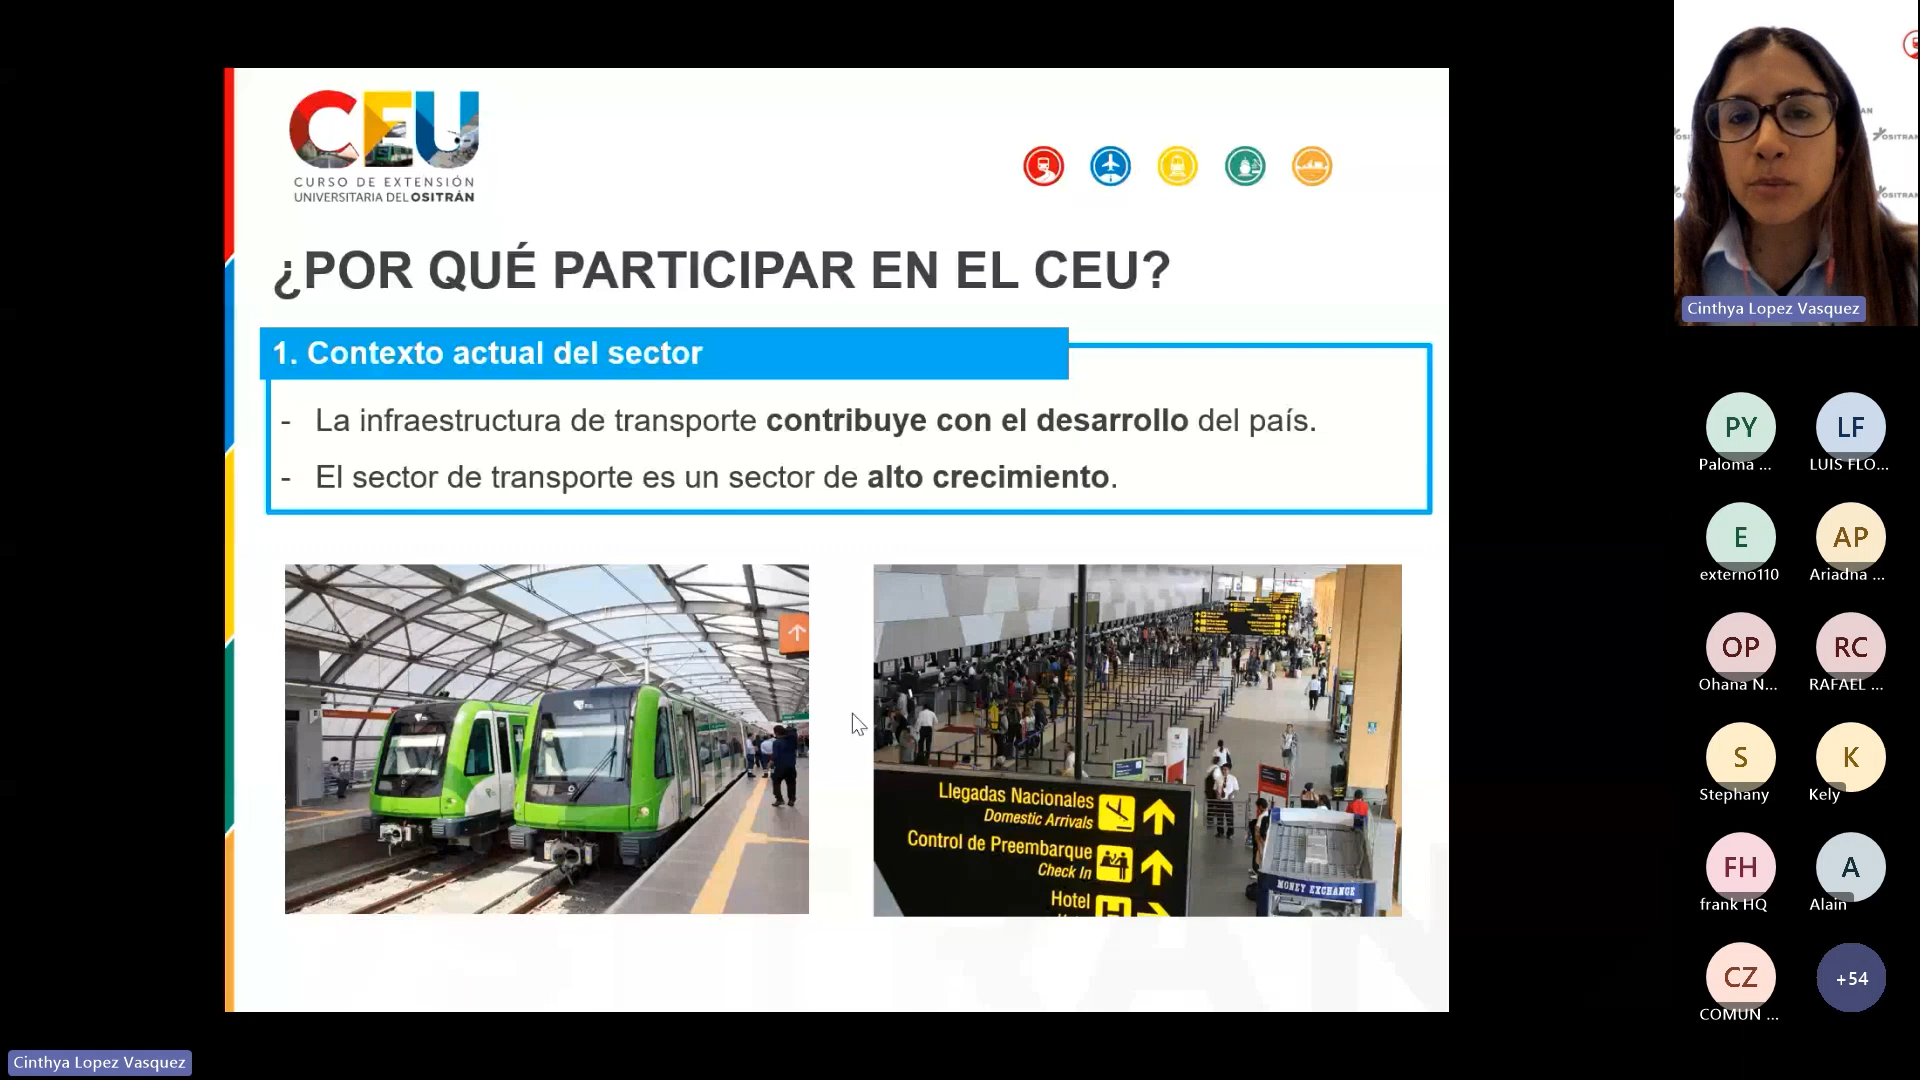 CEU
CURSO DE EXTENSIÓN
UNIVERSITARIA DEL OSITRÁN
¿POR QUÉ PARTICIPAR EN EL CEU?
1. Contexto actual del sector
- La infraestructura de transporte contribuye con el desarrollo del país.
- El sector de transporte es un sector de alto crecimiento.
Llegadas Nacionales
Domestic Arrivals
Control de Preembarque
Check In
Hotel
MONEY EXCHANGE
OSITRAN
OSITRAN
Cinthya Lopez Vasquez
PY
Paloma ...
LF
LUIS FLO...
E
externo110
AP
Ariadna ...
OP
Ohana N...
RC
RAFAEL ...
S
Stephany
K
Kely
FH
frank HQ
A
Alain
CZ
COMUN ...
+54
Cinthya Lopez Vasquez